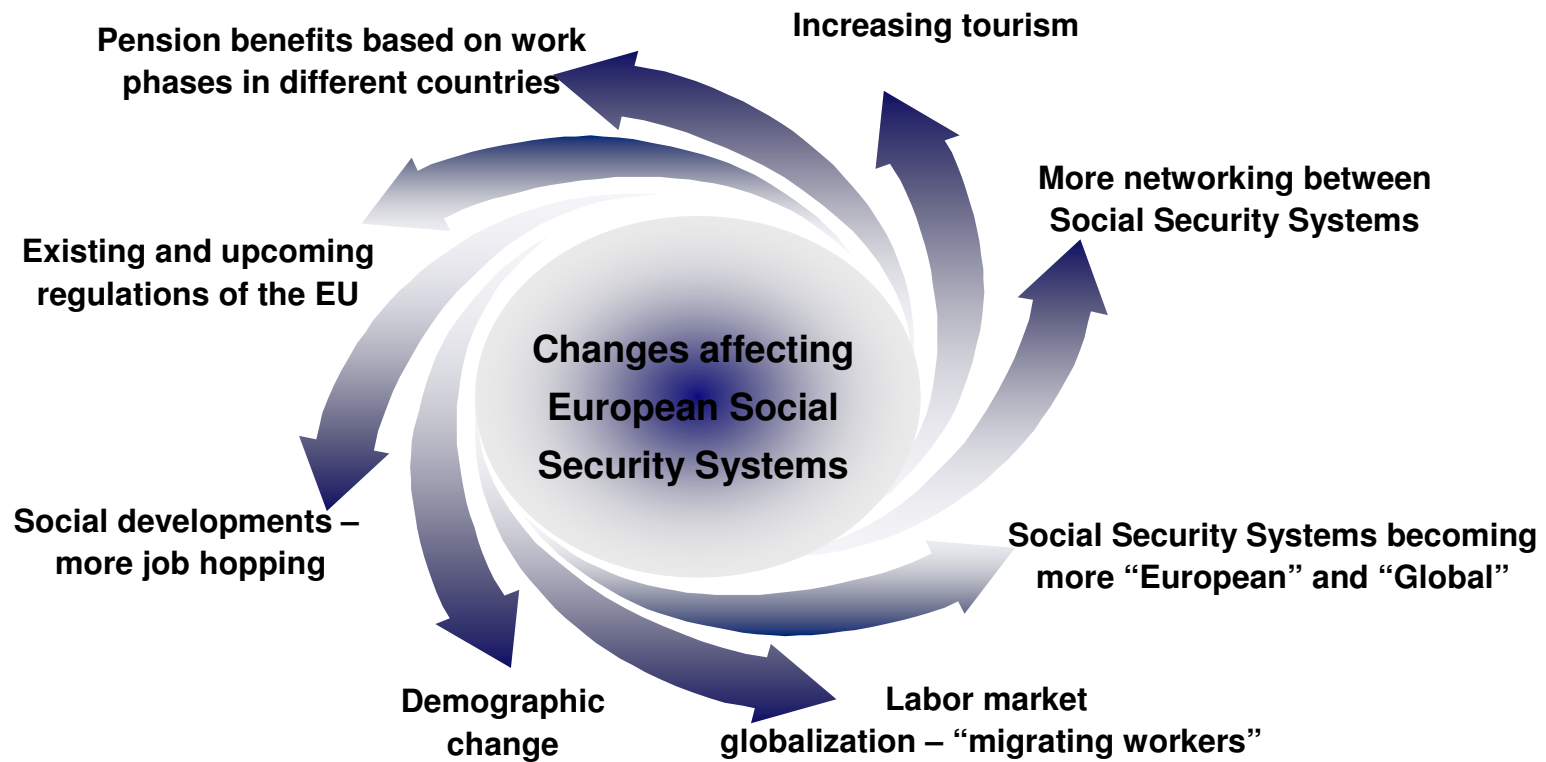 Increasing tourism
Pension benefits based on work
phases in different countries
More networking between
Social Security Systems
Existing and upcoming
regulations of the EU
Changes affecting
European Social
Security Systems
Social developments –
more job hopping
Social Security Systems becoming
more “European” and “Global”
Demographic
change
Labor market
globalization – “migrating workers”